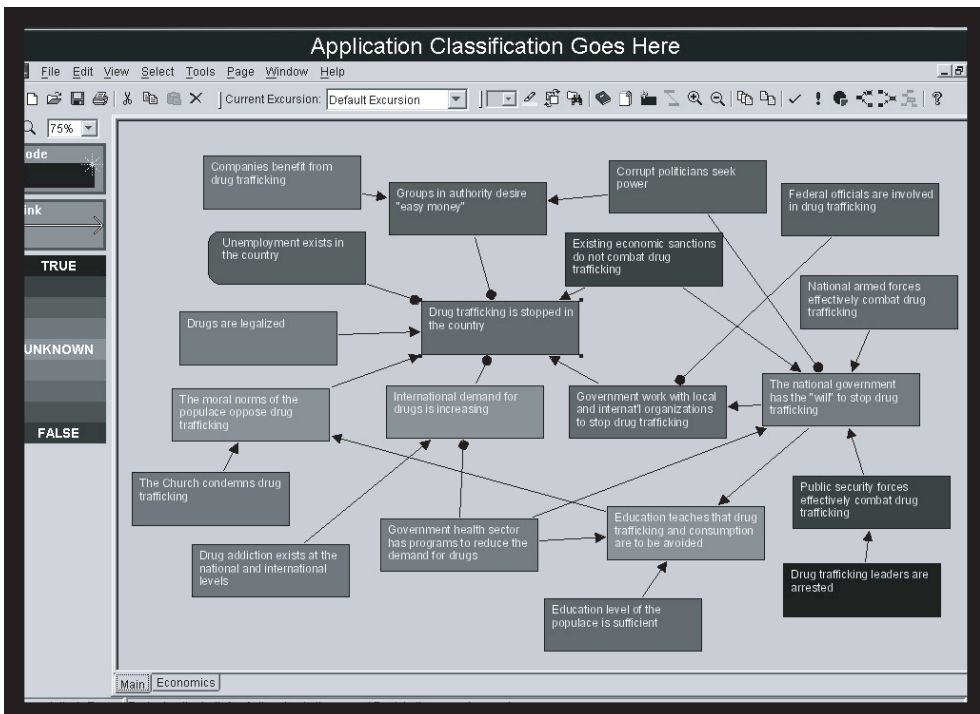 Application Classification Goes Here
File Edit View Select Tools Page Window Help
Current Excursion: Default Excursion
75%
ode
ink
TRUE
UNKNOWN
FALSE
Companies benefit from
drug trafficking
Groups in authority desire
"easy money"
Corrupt politicians seek
power
Federal officials are involved
in drug trafficking
Unemployment exists in
the country
Existing economic sanctions
do not combat drug
trafficking
National armed forces
effectively combat drug
trafficking
Drug trafficking is stopped in
the country
Drugs are legalized
The moral norms of the
populace oppose drug
trafficking
International demand for
drugs is increasing
Government work with local
and internat'l organizations
to stop drug trafficking
The national government
has the "will" to stop drug
trafficking
The Church condemns drug
trafficking
Public security forces
effectively combat drug
trafficking
Government health sector
has programs to reduce the
demand for drugs
Education teaches that drug
trafficking and consumption
are to be avoided
Drug addiction exists at the
national and international
levels
Drug trafficking leaders are
arrested
Education level of the
populace is sufficient
Main Economics